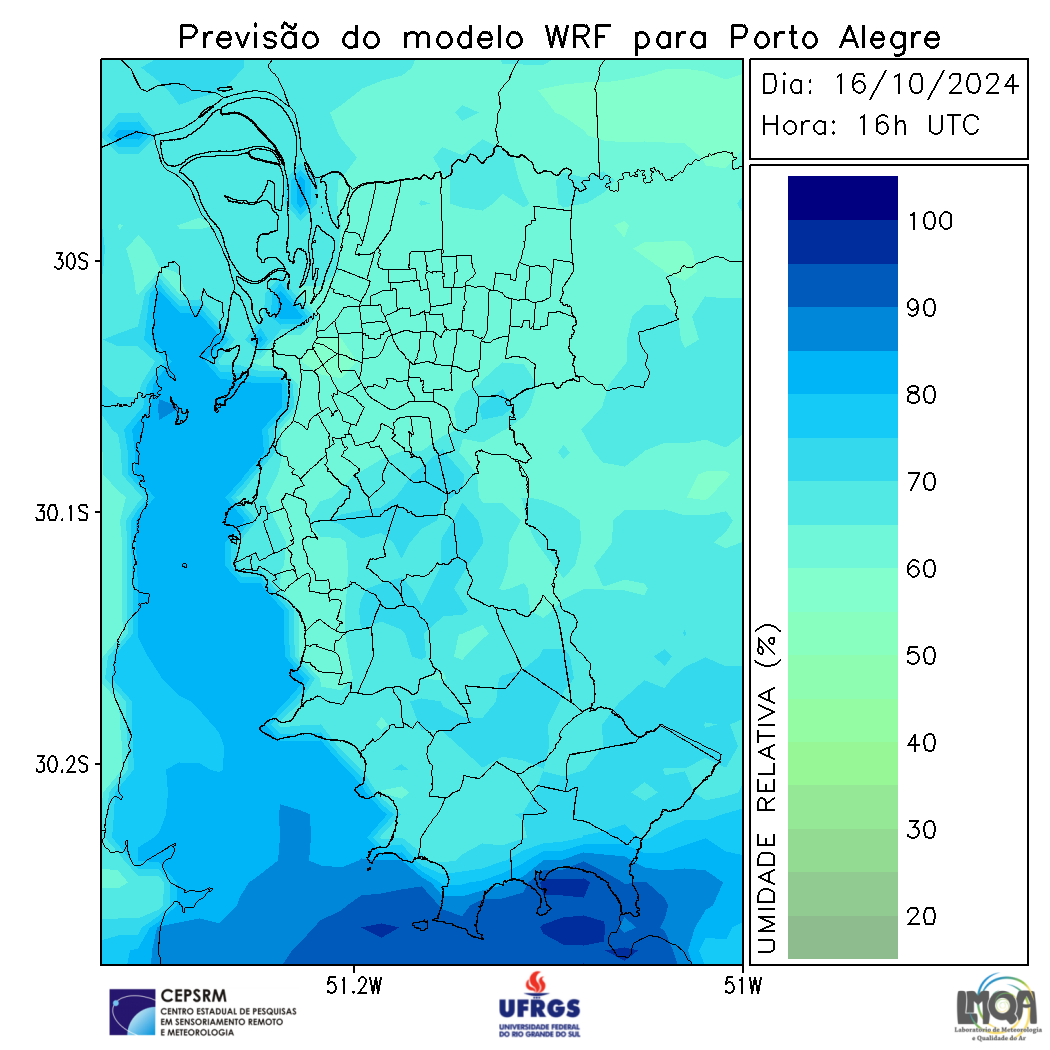 Previsão do modelo WRF para Porto Alegre
Dia: 16/10/2024
Hora: 16h UTC
100
90
80
70
60
50
40
30
20
UMIDADE RELATIVA (%)
30S
30.1S
30.2S
51.2W
51W
CEPSRM
CENTRO ESTADUAL DE PESQUISAS
EM SENSORIAMENTO REMOTO
E METEOROLOGIA
UFRGS
UNIVERSIDADE FEDERAL
DO RIO GRANDE DO SUL
LMQA
Laboratório de Meteorologia
e Qualidade do Ar